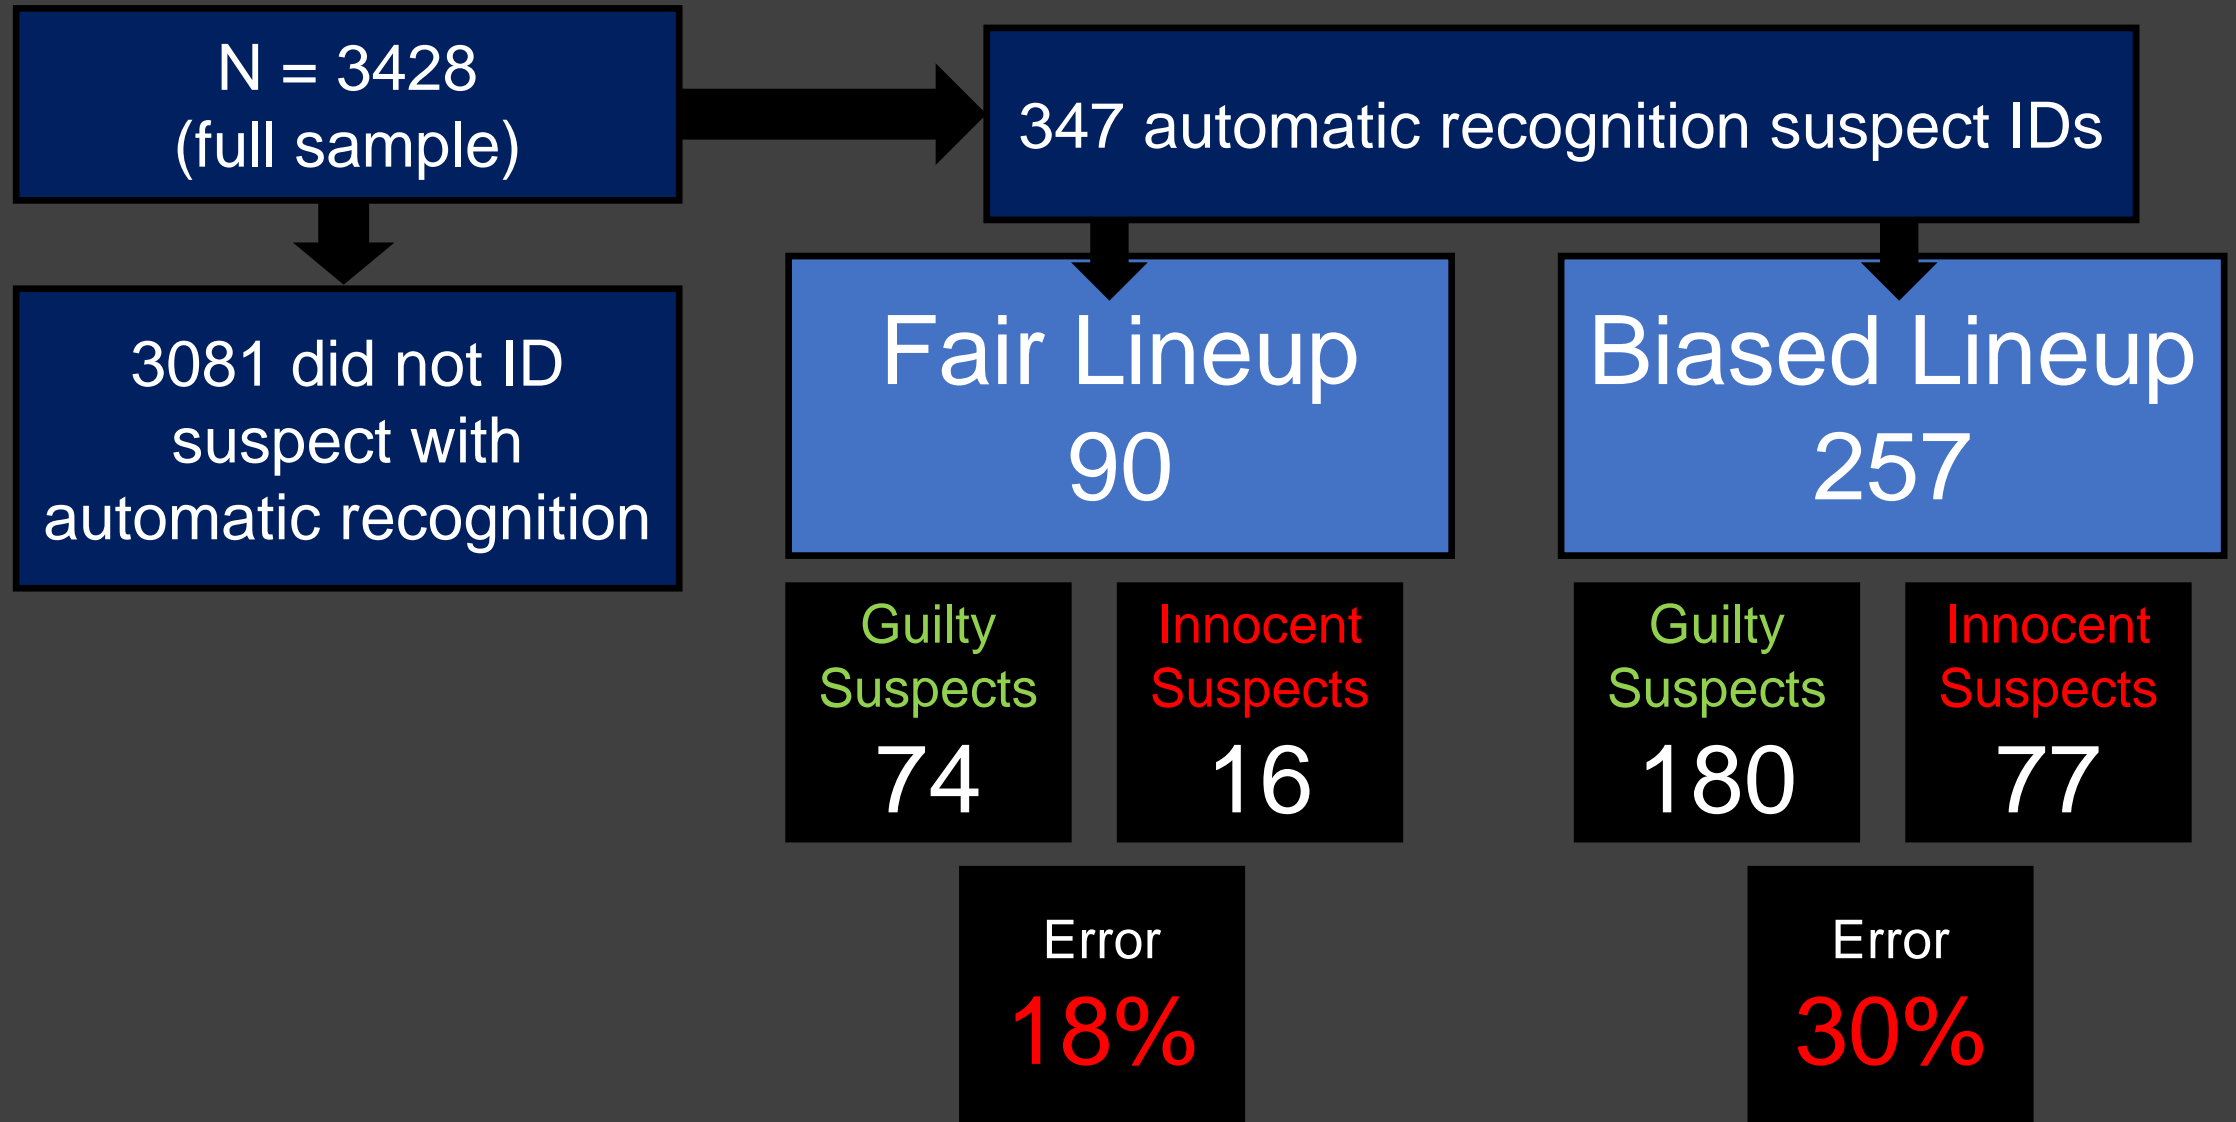 N = 3428
(full sample)
347 automatic recognition suspect IDs
3081 did not ID
suspect with
automatic recognition
Fair Lineup
90
Biased Lineup
257
Guilty
Suspects
74
Innocent
Suspects
16
Guilty
Suspects
180
Innocent
Suspects
77
Error
18%
Error
30%